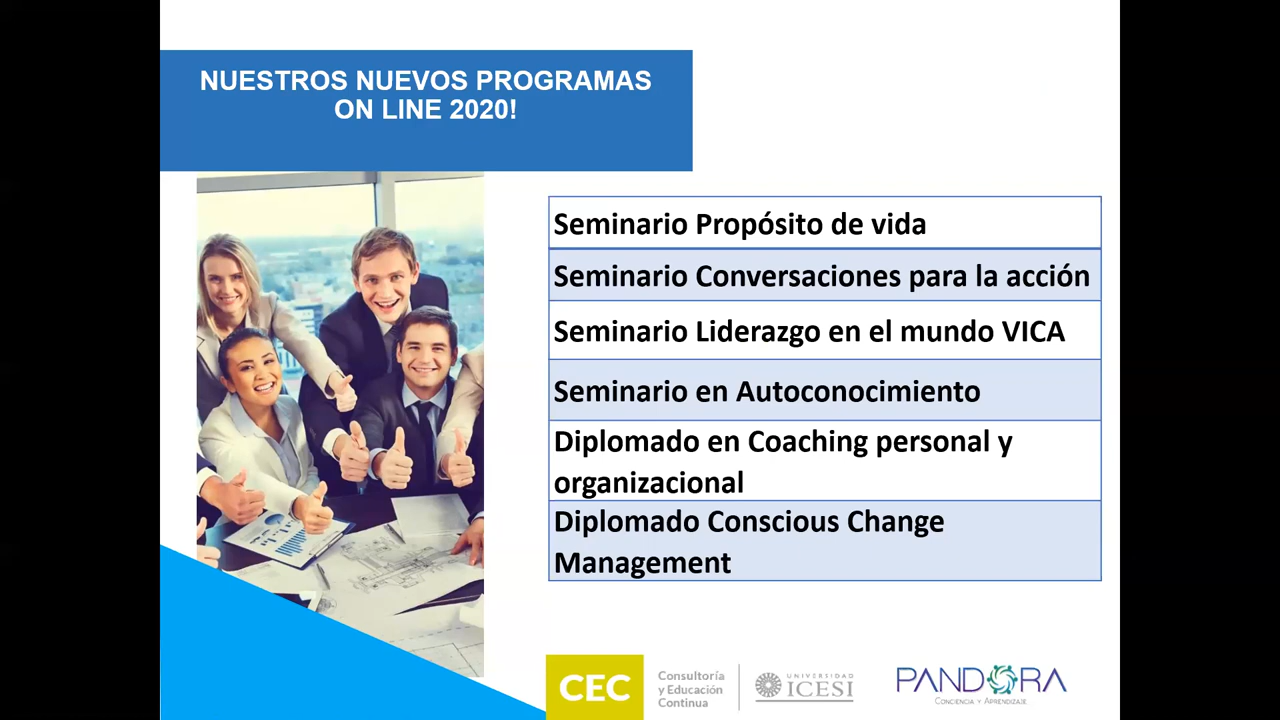 NUESTROS NUEVOS PROGRAMAS
ON LINE 2020!
Seminario Propósito de vida
Seminario Conversaciones para la acción
Seminario Liderazgo en el mundo VICA
Seminario en Autoconocimiento
Diplomado en Coaching personal y
organizacional
Diplomado Conscious Change
Management
CEC
Consultoría
y Educación
Continua
UNIVERSIDAD
ICESI
PANDORA
CONCIENCIA Y APRENDIZAJE